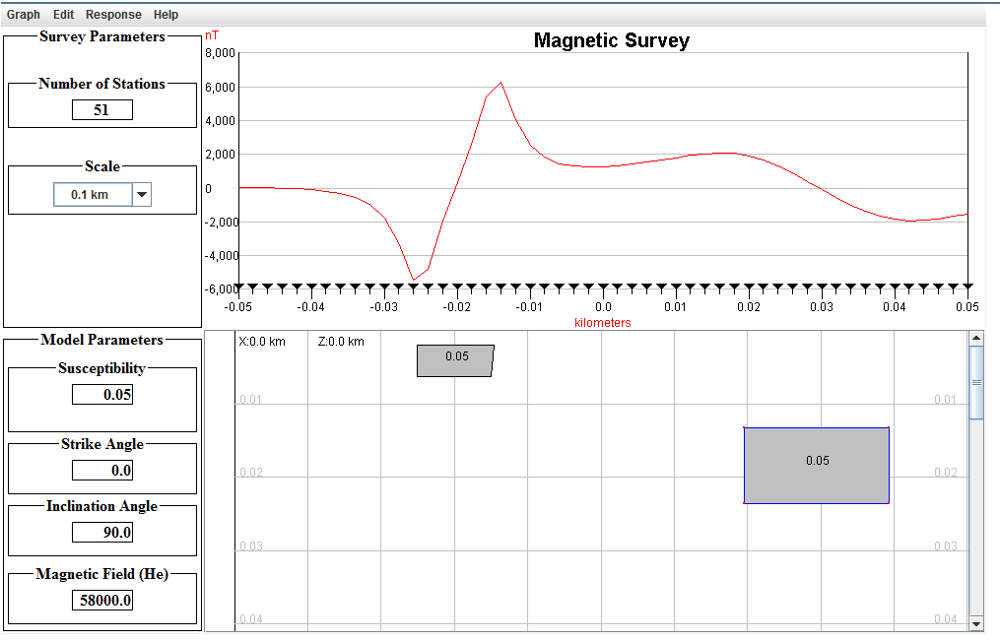 Graph Edit Response Help
Survey Parameters
Number of Stations
51
Scale
0.1 km
nT
Magnetic Survey
8,000
6,000
4,000
2,000
0
-2,000
-4,000
-6,000
-0.05 -0.04 -0.03 -0.02 -0.01 0.0 0.01 0.02 0.03 0.04 0.05
kilometers
Model Parameters
Susceptibility
0.05
Strike Angle
0.0
Inclination Angle
90.0
Magnetic Field (He)
58000.0
X:0.0 km Z:0.0 km
0.05
0.01 0.01
0.05
0.02 0.02
0.03 0.03
0.04 0.04